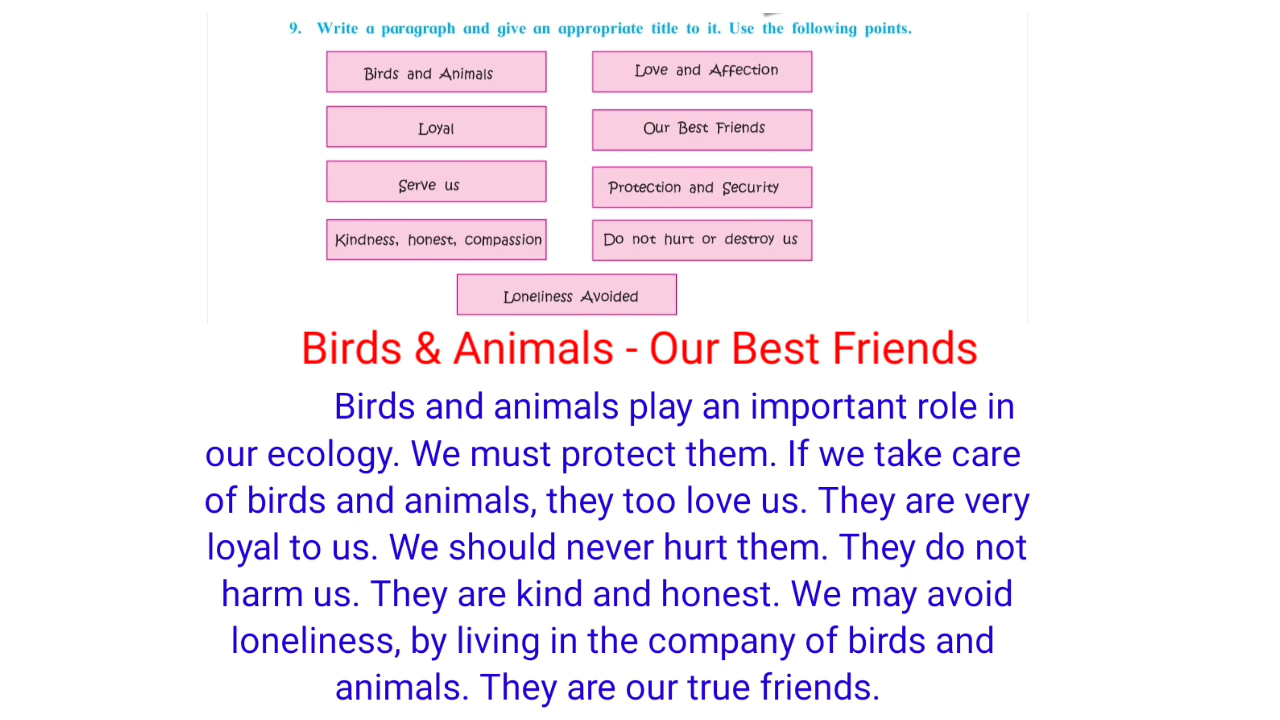 9. Write a paragraph and give an appropriate title to it. Use the following points.
Birds and Animals
Love and Affection
Loyal
Our Best Friends
Serve us
Protection and Security
Kindness, honest, compassion
Do not hurt or destroy us
Loneliness Avoided
Birds & Animals - Our Best Friends
Birds and animals play an important role in
our ecology. We must protect them. If we take care
of birds and animals, they too love us. They are very
loyal to us. We should never hurt them. They do not
harm us. They are kind and honest. We may avoid
loneliness, by living in the company of birds and
animals. They are our true friends.